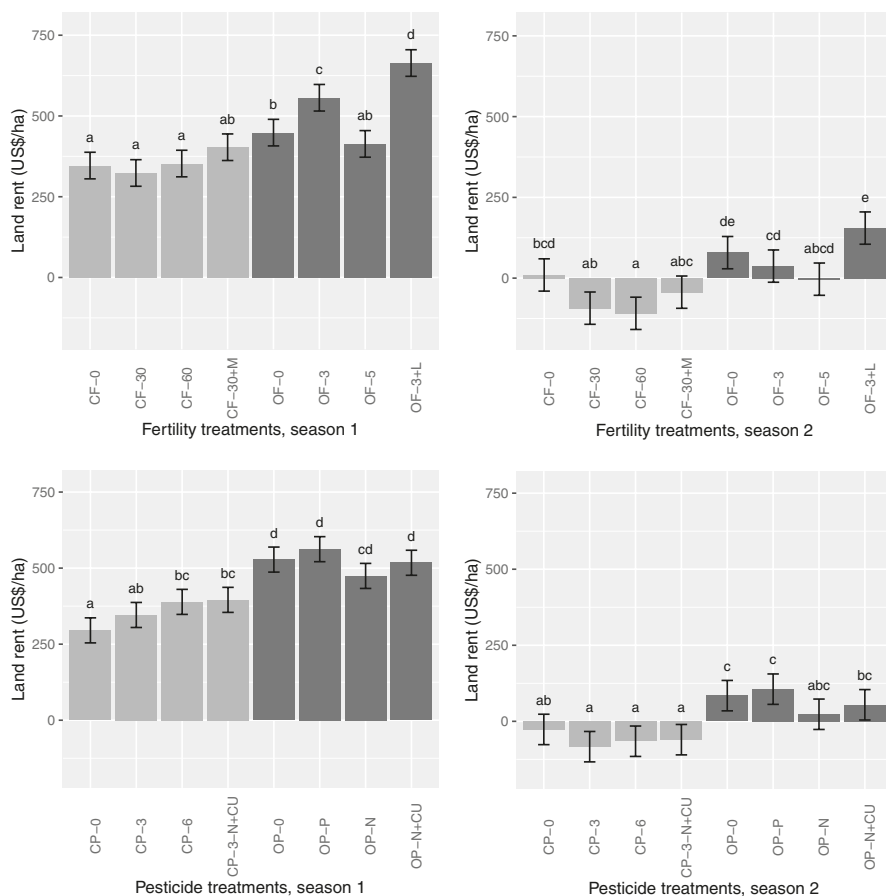 Land rent (US$/ha)
750
500
250
0
a
a
a
ab
b
c
ab
d
CF−0
CF−30
CF−60
CF−30+M
OF−0
OF−3
OF−5
OF−3+L
Fertility treatments, season 1
Land rent (US$/ha)
750
500
250
0
bcd
ab
a
abc
de
cd
abcd
e
CF−0
CF−30
CF−60
CF−30+M
OF−0
OF−3
OF−5
OF−3+L
Fertility treatments, season 2
Land rent (US$/ha)
750
500
250
0
a
ab
bc
bc
d
d
cd
d
CP−0
CP−3
CP−6
CP−3−N+CU
OP−0
OP−P
OP−N
OP−N+CU
Pesticide treatments, season 1
Land rent (US$/ha)
750
500
250
0
ab
a
a
a
c
c
abc
bc
CP−0
CP−3
CP−6
CP−3−N+CU
OP−0
OP−P
OP−N
OP−N+CU
Pesticide treatments, season 2